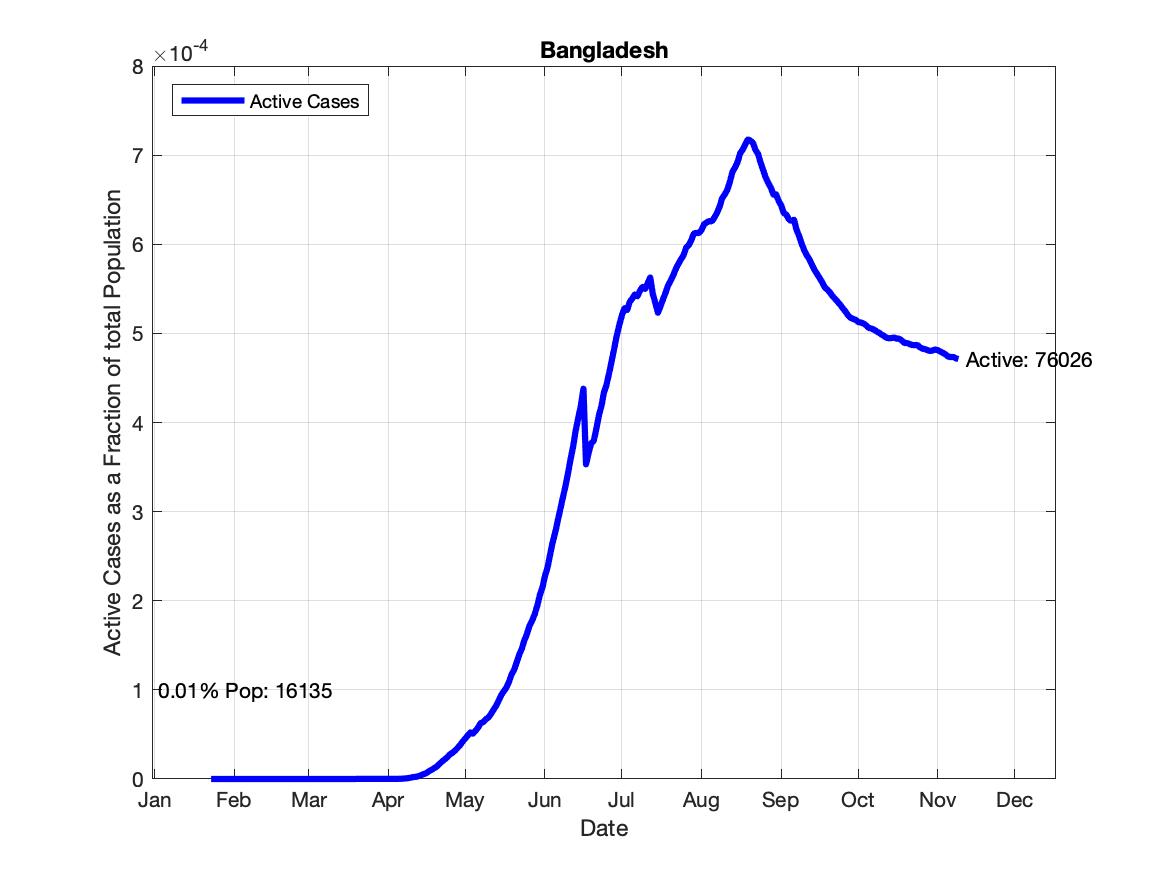 Bangladesh
×10-4
Active Cases
8
7
6
5
4
3
2
1
0
Active Cases as a Fraction of total Population
0.01% Pop: 16135
Active: 76026
Jan Feb Mar Apr May Jun Jul Aug Sep Oct Nov Dec
Date